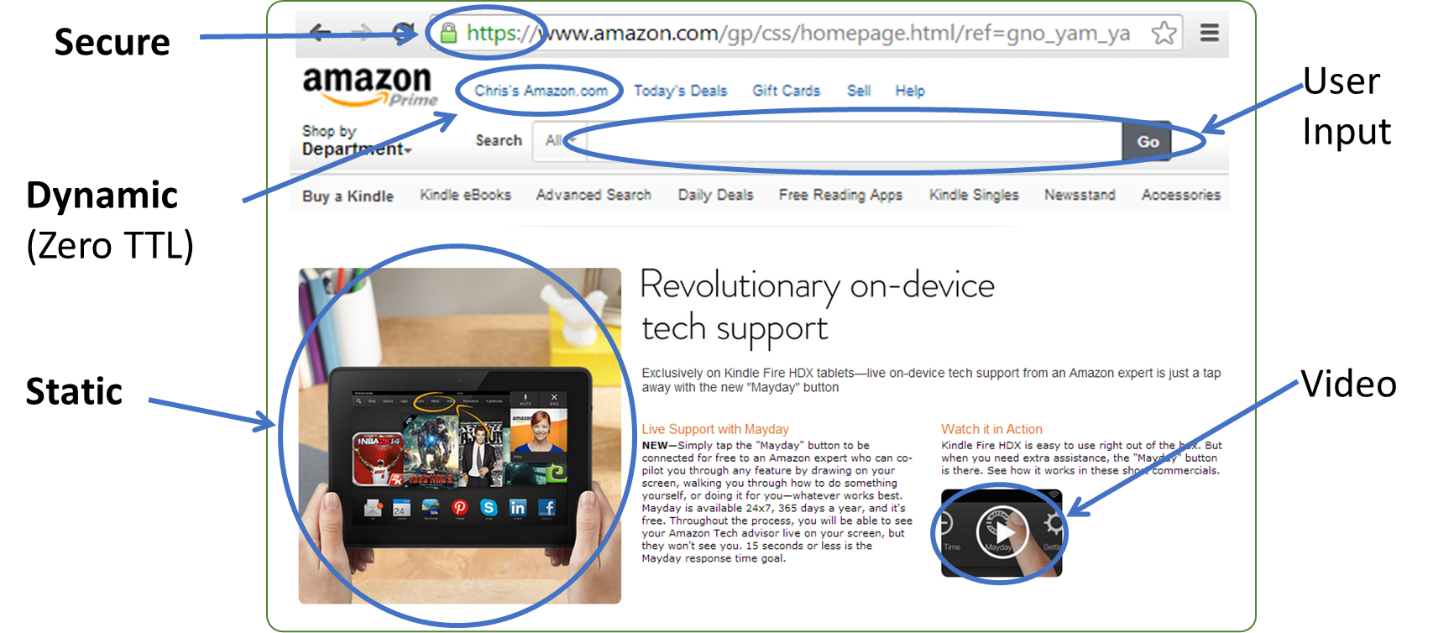 Secure
https://www.amazon.com/gp/css/homepage.html/ref=gno_yam_ya
amazon
Prime
Chris's Amazon.com Today's Deals Gift Cards Sell Help
User
Input
Shop by
Department
Search All Go
Dynamic
(Zero TTL)
Buy a Kindle Kindle eBooks Advanced Search Daily Deals Free Reading Apps Kindle Singles Newsstand Accessories
Revolutionary on-device
tech support
Exclusively on Kindle Fire HDX tablets—live on-device tech support from an Amazon expert is just a tap
away with the new "Mayday" button
Static
Video
Live Support with Mayday
NEW—Simply tap the "Mayday" button to be
connected for free to an Amazon expert who can co-
pilot you through any feature by drawing on your
screen, walking you through how to do something
yourself, or doing it for you—whatever works best.
Mayday is available 24x7, 365 days a year, and it's
free. Throughout the process, you will be able to see
your Amazon Tech advisor live on your screen, but
they won't see you. 15 seconds or less is the
Mayday response time goal.
Watch it in Action
Kindle Fire HDX is easy to use right out of the box. But
when you need extra assistance, the "Mayday" button
is there. See how it works in these short commercials.
Time Mayday Settin
amazon
NBA2K14
IRON MAN 3
2K
24